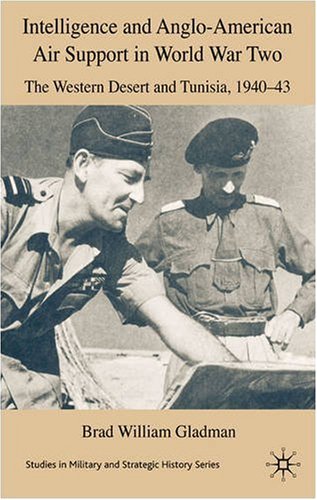 Intelligence and Anglo-American
Air Support in World War Two
The Western Desert and Tunisia, 1940–43
Brad William Gladman
Studies in Military and Strategic History Series